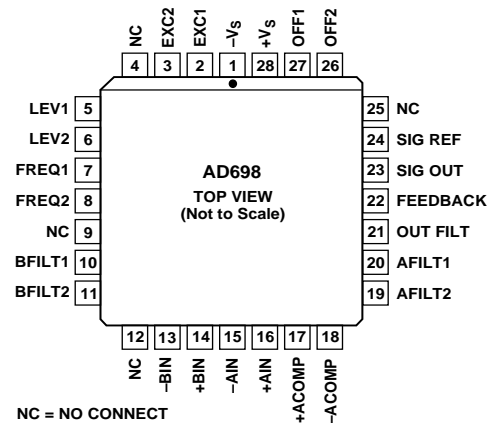 NC
EXC2
EXC1
–VS
+VS
OFF1
OFF2
4
3
2
1
28
27
26
LEV1 5
LEV2 6
FREQ1 7
FREQ2 8
NC 9
BFILT1 10
BFILT2 11
AD698
TOP VIEW
(Not to Scale)
25 NC
24 SIG REF
23 SIG OUT
22 FEEDBACK
21 OUT FILT
20 AFILT1
19 AFILT2
12
13
14
15
16
17
18
NC
–BIN
+BIN
–AIN
+AIN
+ACOMP
–ACOMP
NC = NO CONNECT